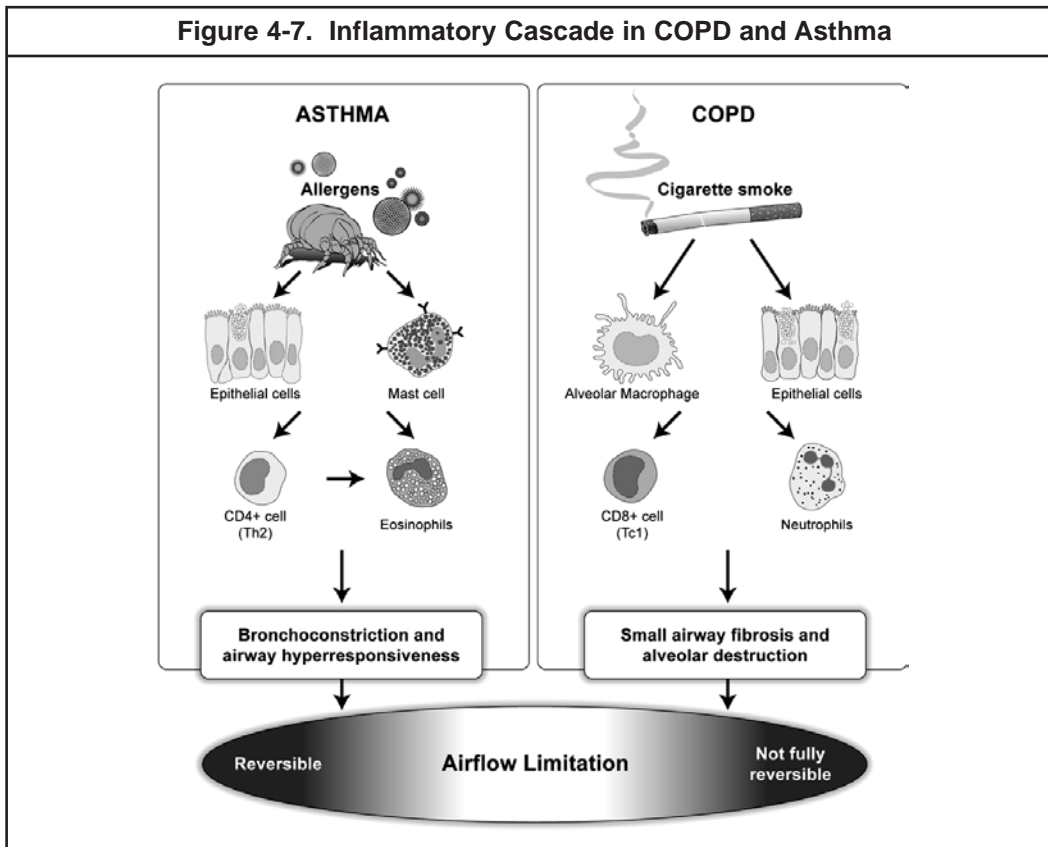 Figure 4-7. Inflammatory Cascade in COPD and Asthma
ASTHMA
Allergens
Epithelial cells
Mast cell
CD4+ cell
(Th2)
Eosinophils
Bronchoconstriction and
airway hyperresponsiveness
COPD
Cigarette smoke
Alveolar Macrophage
Epithelial cells
CD8+ cell
(Tc1)
Neutrophils
Small airway fibrosis and
alveolar destruction
Reversible
Airflow Limitation
Not fully
reversible